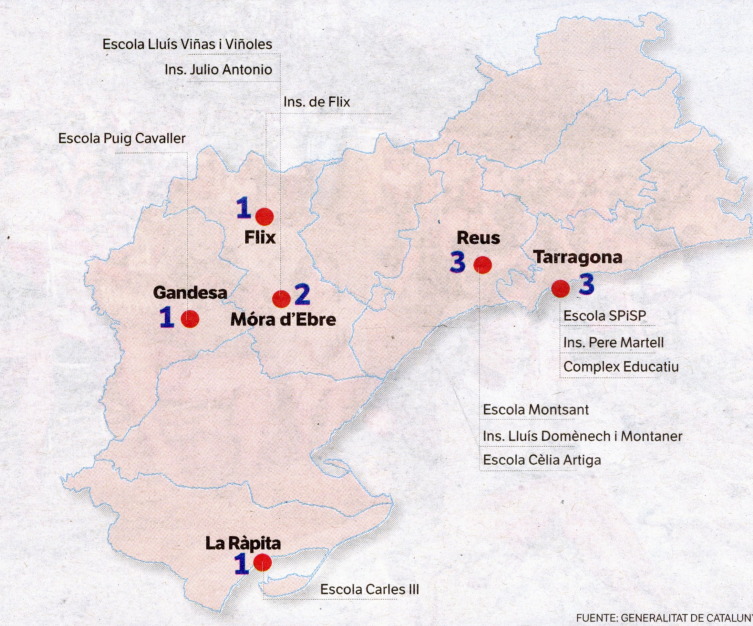 Escola Lluís Viñas i Viñoles
Ins. Julio Antonio
Ins. de Flix
Escola Puig Cavaller
1
Flix
Reus
3
Tarragona
3
Gandesa
1
2
Móra d'Ebre
Escola SPiSP
Ins. Pere Martell
Complex Educatiu
Escola Montsant
Ins. Lluís Domènech i Montaner
Escola Cèlia Artiga
La Ràpita
1
Escola Carles III
FUENTE: GENERALITAT DE CATALUNY